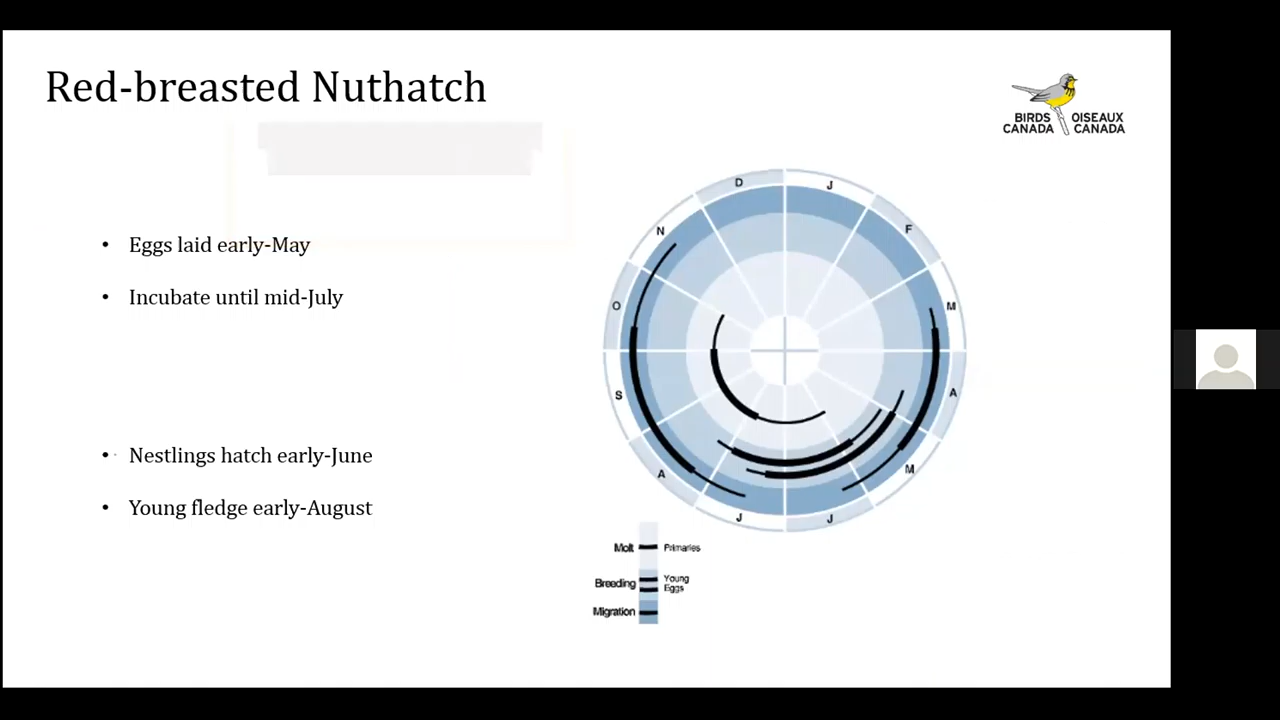 Red-breasted Nuthatch
BIRDS OISEAUX
CANADA CANADA
• Eggs laid early-May
• Incubate until mid-July
• Nestlings hatch early-June
• Young fledge early-August
D
J
N
F
O
M
S
A
A
M
J
J
Molt Primaries
Breeding Young
Eggs
Migration